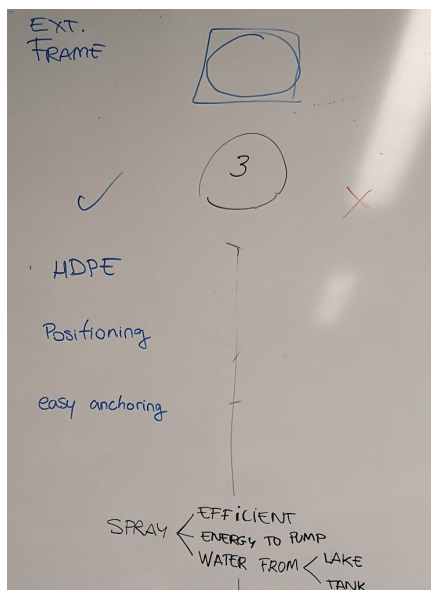 EXT.
FRAME
3
✓
X
HDPE
Positioning
easy anchoring
EFFiCiENT
SPRAY
ENERGY TO PUMP
WATER FROM
LAKE
TANK